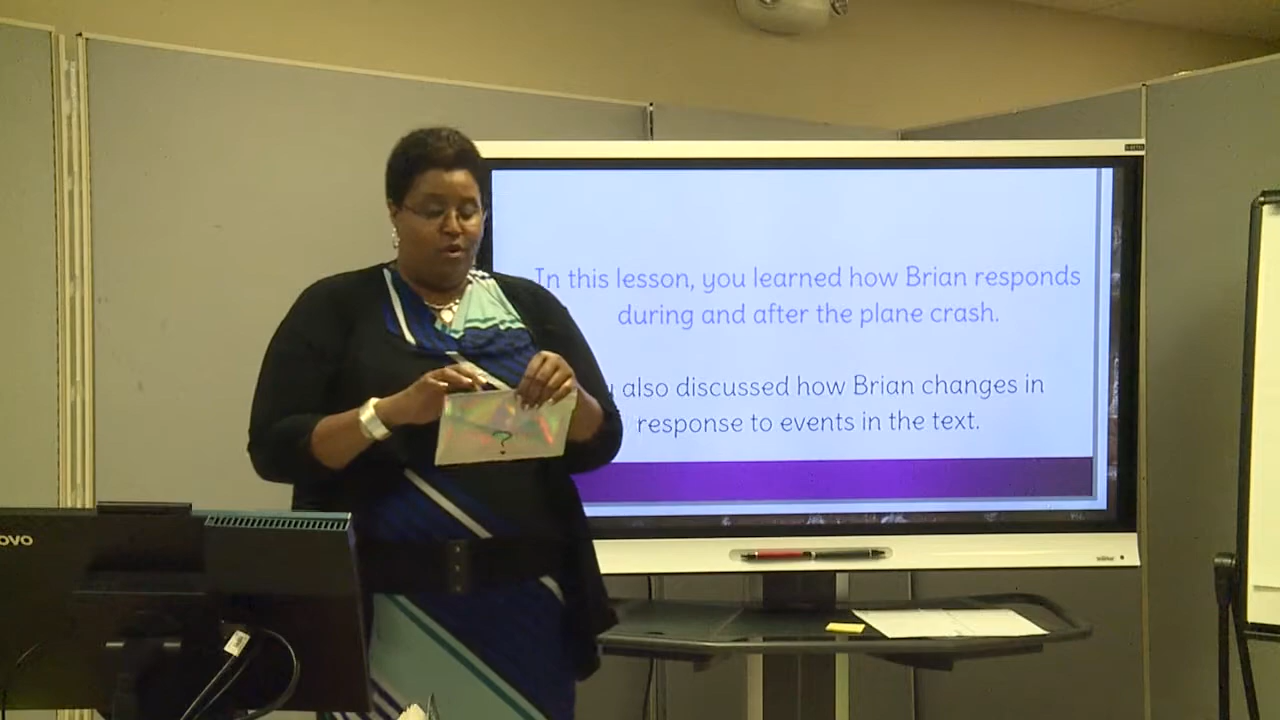 In this lesson, you learned how Brian responds
during and after the plane crash.
also discussed how Brian changes in
response to events in the text.
?
ovo